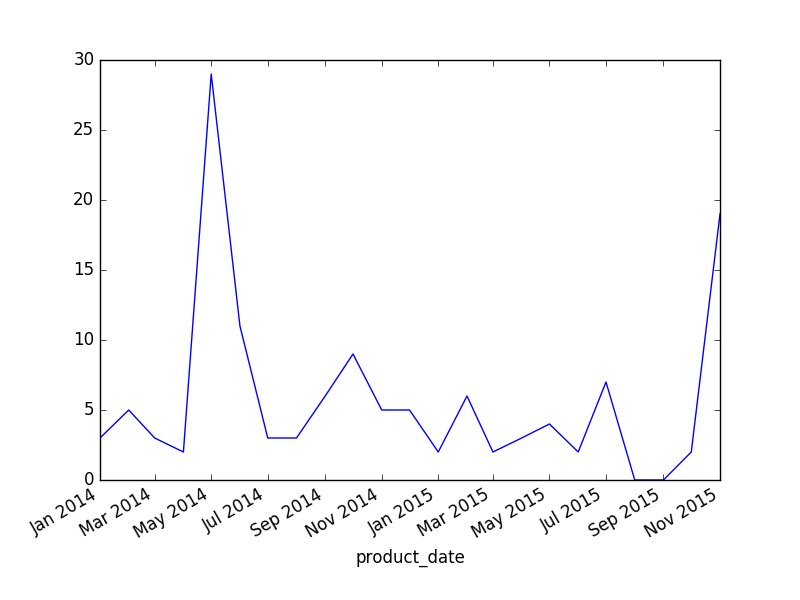 30
25
20
15
10
5
0
Jan 2014
Mar 2014
May 2014
Jul 2014
Sep 2014
Nov 2014
Jan 2015
Mar 2015
May 2015
Jul 2015
Sep 2015
Nov 2015
product_date